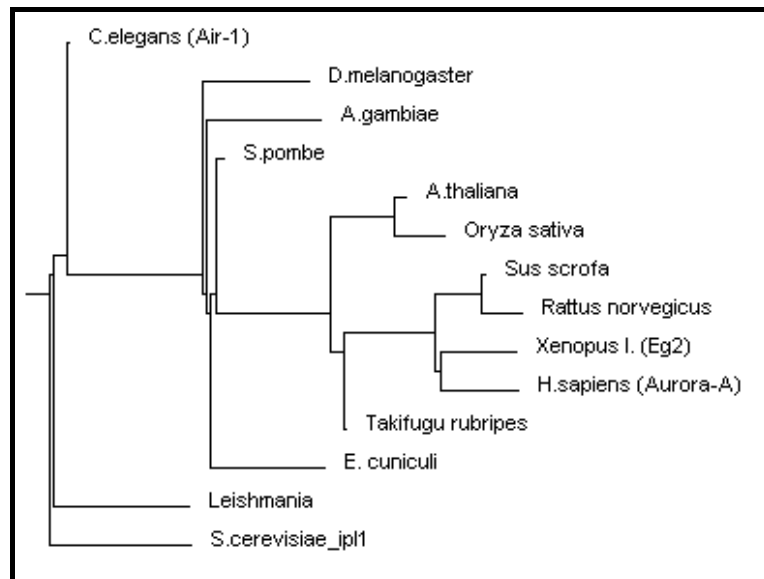 C.elegans (Air-1)
D.melanogaster
A.gambiae
S.pombe
A.thaliana
Oryza sativa
Sus scrofa
Rattus norvegicus
Xenopus l. (Eg2)
H.sapiens (Aurora-A)
Takifugu rubripes
E. cuniculi
Leishmania
S.cerevisiae_ipl1